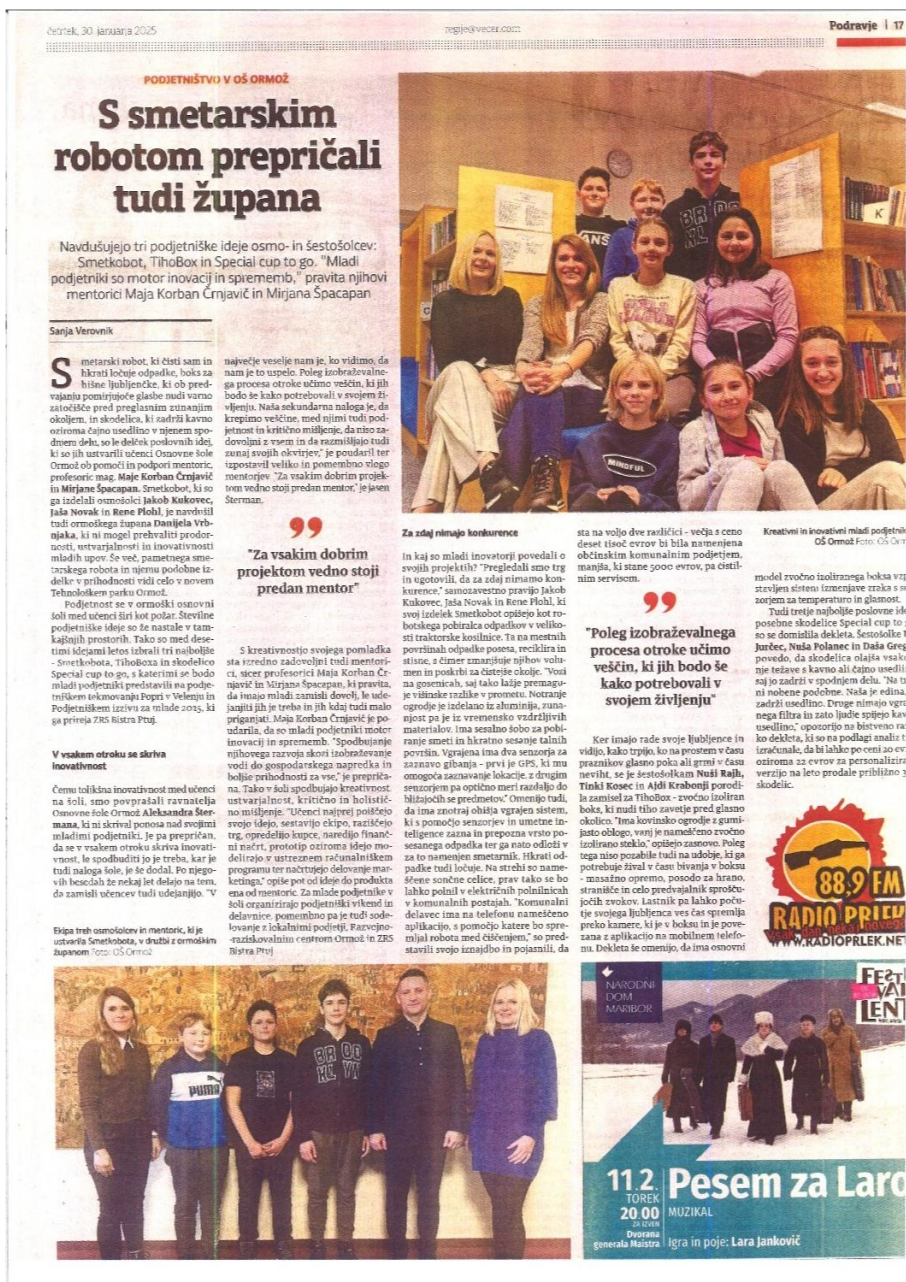 četrtek, 30. januarja 2025
regije@vecer.com
Podravje | 17
PODJETNIŠTVO V OŠ ORMOŽ
S smetarskim
robotom prepričali
tudi župana
Navdušujejo tri podjetniške ideje osmo- in šestošolcev:
Smetkobot, TihoBox in Special cup to go. "Mladi
podjetniki so motor inovacij in sprememb," pravita njihovi
mentorici Maja Korban Črnjavič in Mirjana Špacapan
Sanja Verovnik
Smetarski robot, ki čisti sam in
hkrati ločuje odpadke, boks za
hišne ljubljenčke, ki ob pred-
vajanju pomirjujoče glasbe nudi varno
zatočišče pred preglasnim zunanjim
okoljem, in skodelica, ki zadrži kavno
oziroma čajno usedlino v njenem spo-
dnjem delu, so le delček poslovnih idej,
ki so jih ustvarili učenci Osnovne šole
Ormož ob pomoči in podpori mentoric,
profesoric mag. Maje Korban Črnjavič
in Mirjane Špacapan. Smetkobot, ki so
ga izdelali osmošolci Jakob Kukovec,
Jaša Novak in Rene Plohl, je navdušil
tudi ormoškega župana Danijela Vrb-
njaka, ki ni mogel prehvaliti prodor-
nosti, ustvarjalnosti in inovativnosti
mladih upov. Še več, pametnega sme-
tarskega robota in njemu podobne iz-
delke v prihodnosti vidi celo v novem
Tehnološkem parku Ormož.
Podjetnost se v ormoški osnovni
šoli med učenci širi kot požar. Številne
podjetniške ideje so že nastale v tam-
kajšnjih prostorih. Tako so med dese-
timi idejami letos izbrali tri najboljše
- Smetkobota, TihoBoxa in skodelico
Special cup to go, s katerimi se bodo
mladi podjetniki predstavili na podje-
tniškem tekmovanju Popri v Velenju in
Podjetniškem izzivu za mlade 2025, ki
ga prireja ZRS Bistra Ptuj.
V vsakem otroku se skriva
inovativnost
Čemu tolikšna inovativnost med učenci
na šoli, smo povprašali ravnatelja
Osnovne šole Ormož Aleksandra Šter-
mana, ki ni skrival ponosa nad svojimi
mladimi podjetniki. Je pa prepričan,
da se v vsakem otroku skriva inovativ-
nost, le spodbuditi jo je treba, kar je
tudi naloga šole, je še dodal. Po njego-
vih besedah že nekaj let delajo na tem,
da zamisli učencev tudi udejanjijo. "V
največje veselje nam je, ko vidimo, da
nam je to uspelo. Poleg izobraževalne-
ga procesa otroke učimo veščin, ki jih
bodo še kako potrebovali v svojem ži-
vljenju. Naša sekundarna naloga je, da
krepimo veščine, med njimi tudi pod-
jetnost in kritično mišljenje, da niso za-
dovoljni z vsem in da razmišljajo tudi
zunaj svojih okvirjev," je poudaril ter
izpostavil veliko in pomembno vlogo
mentorjev "Za vsakim dobrim projek-
tom vedno stoji predan mentor," je jasen
Šterman.
"Za vsakim dobrim
projektom vedno stoji
predan mentor"
S kreativnostjo svojega pomladka
sta izredno zadovoljni tudi mentori-
ci, sicer profesorici Maja Korban Čr-
njavič in Mirjana Špacapan, ki pravita,
da imajo mladi zamisli dovolj, le ude-
janjiti jih je treba in jih kdaj tudi malo
priganjati. Maja Korban Črnjavič je po-
udarila, da so mladi podjetniki motor
inovacij in sprememb. "Spodbujanje
njihovega razvoja skozi izobraževanje
vodi do gospodarskega napredka in
boljše prihodnosti za vse," je prepriča-
na. Tako v šoli spodbujajo kreativnost,
ustvarjalnost, kritično in holistič-
no mišljenje. "Učenci najprej poiščejo
svojo idejo, sestavijo ekipo, raziščejo
trg, opredelijo kupce, naredijo finanč-
ni načrt, prototip oziroma idejo mode-
lirajo v ustreznem računalniškem
programu ter načrtujejo delovanje mar-
ketinga," opiše pot od ideje do produkta
ena od mentoric. Za mlade podjetnike v
šoli organizirajo podjetniški vikend in
delavnice, pomembno pa je tudi sode-
lovanje z lokalnimi podjetji, Razvojno-
-raziskovalnim centrom Ormož in ZRS
Bistra Ptuj
Ekipa treh osmošolcev in mentoric, ki je
ustvarila Smetkobota, v družbi z ormoškim
županom Foto: OŠ Ormož
Za zdaj nimajo konkurence
In kaj so mladi inovatorji povedali o
svojih projektih? "Pregledali smo trg
in ugotovili, da za zdaj nimamo kon-
kurence," samozavestno pravijo Jakob
Kukovec, Jaša Novak in Rene Plohl, ki
svoj izdelek Smetkobot opišejo kot ro-
botskega pobiralca odpadkov v veliko-
sti traktorske kosilnice. Ta na mestnih
površinah odpadke posesa, reciklira in
stisne, s čimer zmanjšuje njihov volu-
men in poskrbi za čistejše okolje. "Vozi
na gosenicah, saj tako lažje premagu-
je višinske razlike v prometu. Notranje
ogrodje je izdelano iz aluminija, zuna-
njost pa je iz vremensko vzdržljivih
materialov. Ima sesalno sobo za pobi-
ranje smeti in hkratno sesanje talnih
površin. Vgrajena ima dva senzorja za
zaznavo gibanja - prvi je GPS, ki mu
omogoča zaznavanje lokacije, z drugim
senzorjem pa optično meri razdaljo do
bližajočih se predmetov." Omenijo tudi,
da ima znotraj ohišja vgrajen sistem,
ki s pomočjo senzorjev in umetne in-
teligence zazna in prepozna vrsto po-
sesanega odpadka ter ga nato odloži v
za to namenjen smetarnik. Hkrati od-
padke tudi ločuje. Na strehi so name-
ščene sončne celice, prav tako se bo
lahko polnil v električnih polnilnicah
v komunalnih postajah. "Komunalni
delavec ima na telefonu nameščeno
aplikacijo, s pomočjo katere bo spre-
mljal robota med čiščenjem," so pred-
stavili svojo iznajdbo in pojasnili, da
sta na voljo dve različici - večja s ceno
deset tisoč evrov bi bila namenjena
občinskim komunalnim podjetjem,
manjša, ki stane 5000 evrov, pa čistil-
nim servisom.
"Poleg izobraževalnega
procesa otroke učimo
veščin, ki jih bodo še
kako potrebovali v
svojem življenju"
Ker imajo rade svoje ljubljence in
vidijo, kako trpijo, ko na prostem v času
praznikov glasno poka ali grmi v času
neviht, se je šestošolkam Nuši Rajh,
Tinki Kosec in Ajdi Krabonji porodi-
la zamisel za TihoBox - zvočno izoliran
boks, ki nudi tiho zavetje pred glasno
okolico. "Ima kovinsko ogrodje z gumi-
jasto oblogo, vanj je nameščeno zvočno
izolirano steklo," opišejo zasnovo. Poleg
tega niso pozabile tudi na udobje, ki ga
potrebuje žival v času bivanja v boksu
- masažno opremo, posodo za hrano,
stranišče in celo predvajalnik sprošču-
jočih zvokov. Lastnik pa lahko poču-
tje svojega ljubljenca ves čas spremlja
preko kamere, ki je v boksu in je pove-
zana z aplikacijo na mobilnem telefo-
nu. Dekleta še omenijo, da ima osnovni
Kreativni in inovativni mladi podjetnik
OŠ Ormož Foto: OŠ Orm
model zvočno izoliranega boksa
stavljen sistem izmenjave zraka s
zorjem za temperaturo in glasnost.
Tudi tretje najboljše poslovne
posebne skodelice Special cup to
so se domislila dekleta. Šestošolke
Jurčec, Nuša Polanec in Daša Greg
povedo, da skodelica olajša
nje težave s kavno ali čajno
saj jo zadrži v spodnjem delu. "Na
ni nobene podobne. Naša je edina,
zadrži usedlino. Druge nimajo
nega filtra in zato ljudje spijejo
usedlino," opozorijo na bistveno
ko dekleta, ki so na podlagi analiz
izračunale, da bi lahko po ceni 20
oziroma 22 evrov za personalizira
verzijo na leto prodale približno
skodelic.
88,9 FM
RADIO PRLEK
WWW.RADIOPRLEK.NET
NARODNI
DOM
MARIBOR
FESTIVAL
LENT
11.2.
TOREK
20.00
ZA IZVEN
Dvorana
generala Maistra
Pesem za Laro
MUZIKAL
Igra in poje: Lara Jankovič
K
BROOKLYN
MINDFUL
PUMA
BROOKLYN